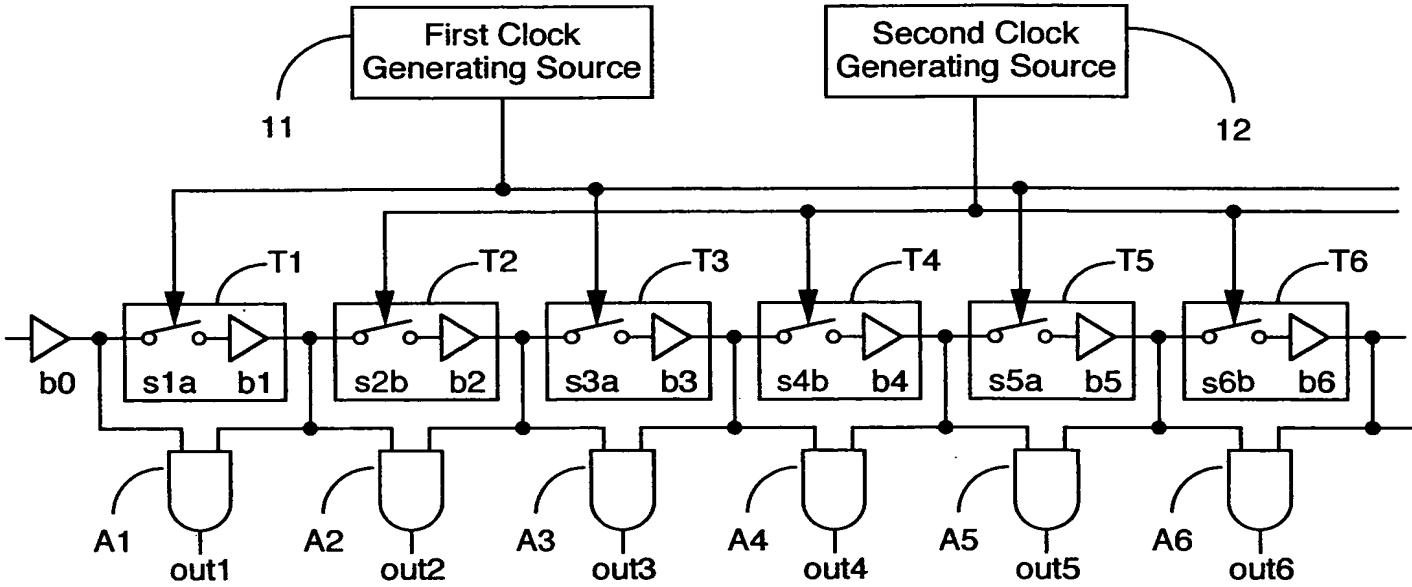 First Clock
Generating Source
Second Clock
Generating Source
11
12
T1
T2
T3
T4
T5
T6
b0
s1a
b1
s2b
b2
s3a
b3
s4b
b4
s5a
b5
s6b
b6
A1
A2
A3
A4
A5
A6
out1
out2
out3
out4
out5
out6